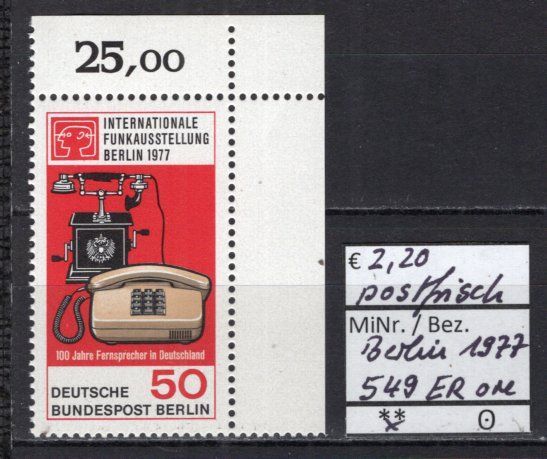 25,00
INTERNATIONALE
FUNKAUSSTELLUNG
BERLIN 1977
100 Jahre Fernsprecher in Deutschland
DEUTSCHE
BUNDESPOST BERLIN
50
€ 2,20
postfrisch
MiNr. / Bez.
Berlin 1977
549 ER ore
** ʘ